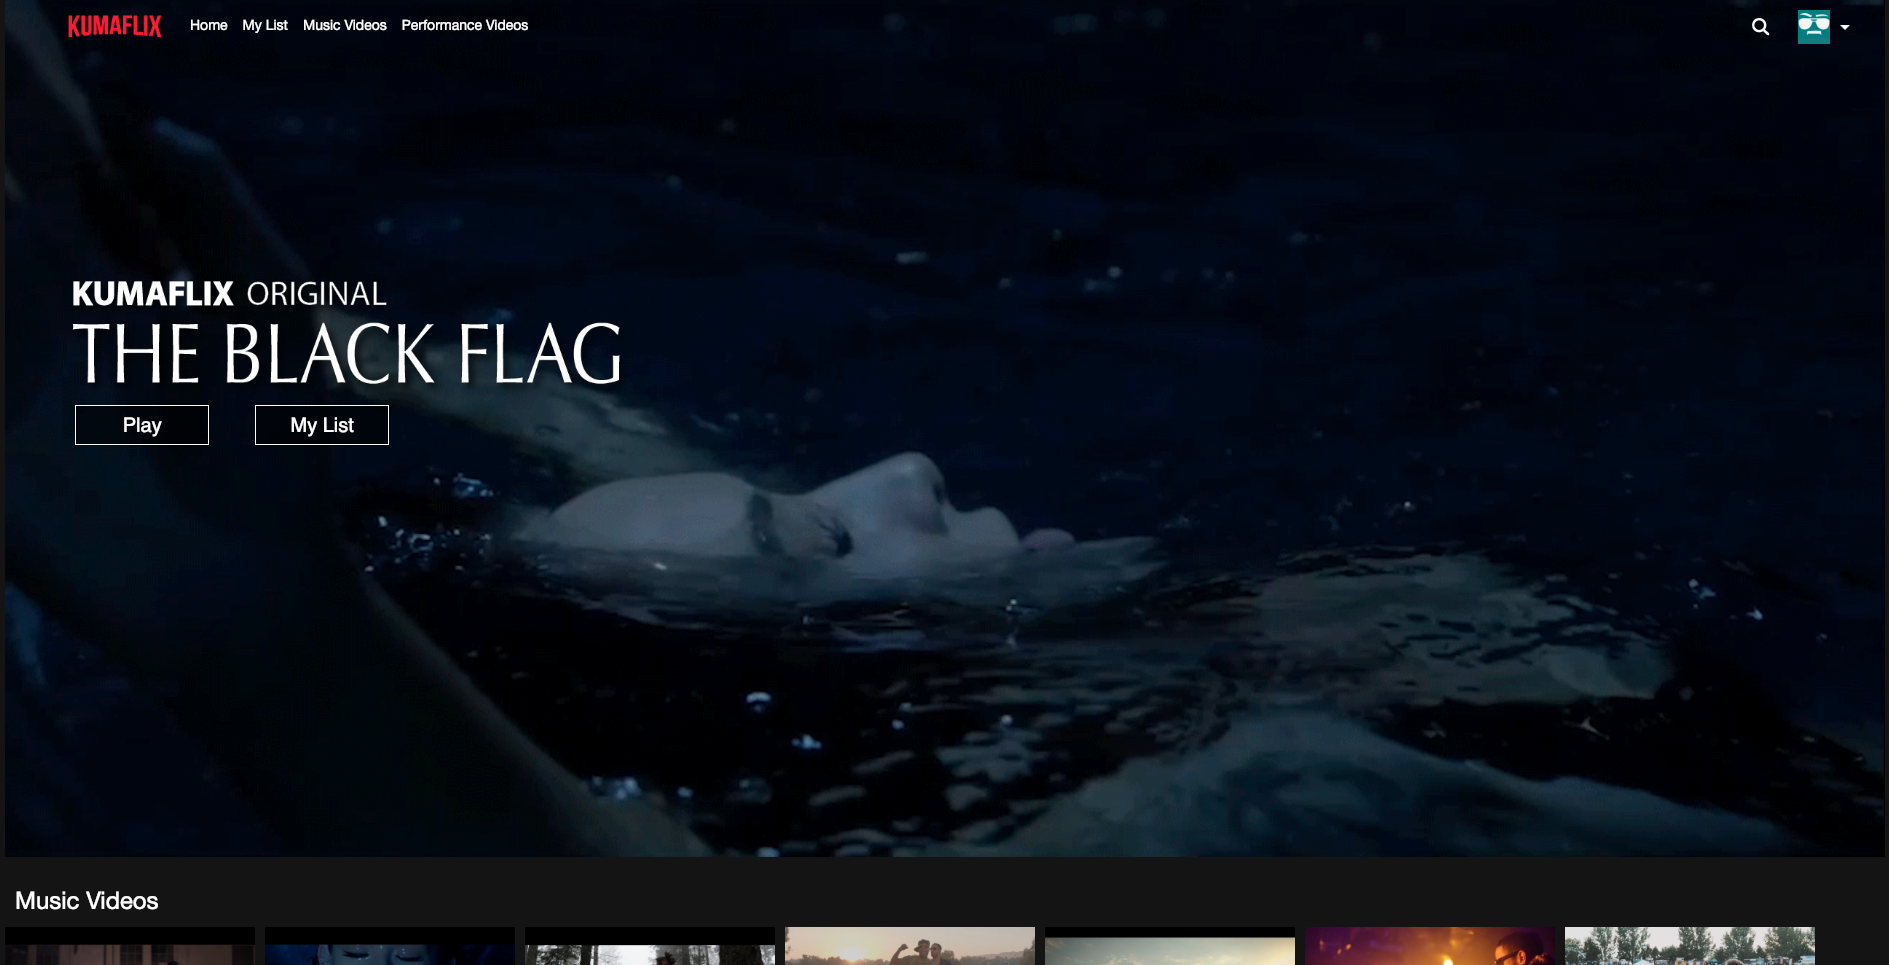 KUMAFLIX Home My List Music Videos Performance Videos
KUMAFLIX ORIGINAL
THE BLACK FLAG
Play My List
Music Videos